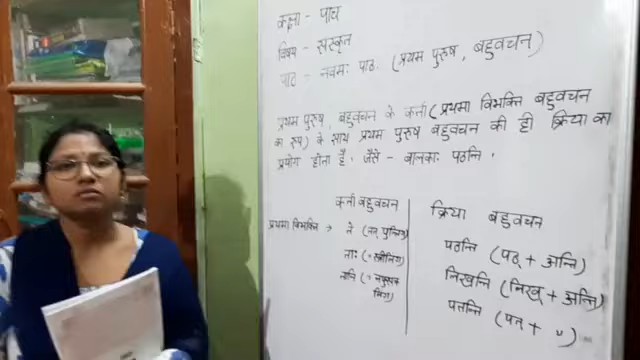 कक्षा - पाँच
विषय - संस्कृत
पाठ - नवमः पाठः (प्रथम पुरुष, बहुवचन)
प्रथम पुरुष, बहुवचन के कर्ता (प्रथमा विभक्ति बहुवचन
का रूप) के साथ प्रथम पुरुष बहुवचन की ही क्रिया का
प्रयोग होता है। जैसे - बालकाः पठन्ति।
कर्ता बहुवचन
प्रथमा विभक्ति → ते (तद् पुल्लिंग)
ताः (" स्त्रीलिंग)
तानि (" नपुंसक
लिंग)
क्रिया बहुवचन
पठन्ति (पठ् + अन्ति)
लिखन्ति (लिख् + अन्ति)
पतन्ति (पत् + ")